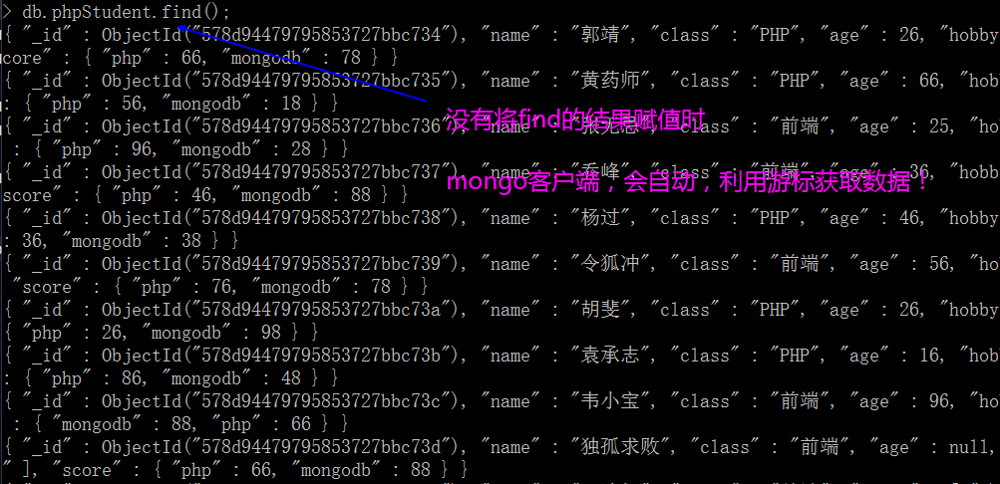 > db.phpStudent.find();
{ "_id" : ObjectId("578d94479795853727bbc734"), "name" : "郭靖", "class" : "PHP", "age" : 26, "hobby
core" : { "php" : 66, "mongodb" : 78 } }
{ "_id" : ObjectId("578d94479795853727bbc735"), "name" : "黄药师", "class" : "PHP", "age" : 66, "hob
: { "php" : 56, "mongodb" : 18 } }
没有将find的结果赋值时
{ "_id" : ObjectId("578d94479795853727bbc736"), "name" : "张无忌", "class" : "前端", "age" : 25, "hob
: { "php" : 96, "mongodb" : 28 } }
{ "_id" : ObjectId("578d94479795853727bbc737"), "name" : "乔峰", "class" : "前端", "age" : 36, "hobby
mongo客户端，会自动，利用游标获取数据！
score" : { "php" : 46, "mongodb" : 88 } }
{ "_id" : ObjectId("578d94479795853727bbc738"), "name" : "杨过", "class" : "PHP", "age" : 46, "hobby
: 36, "mongodb" : 38 } }
{ "_id" : ObjectId("578d94479795853727bbc739"), "name" : "令狐冲", "class" : "前端", "age" : 56, "hob
"score" : { "php" : 76, "mongodb" : 78 } }
{ "_id" : ObjectId("578d94479795853727bbc73a"), "name" : "胡斐", "class" : "PHP", "age" : 26, "hobby
{ "php" : 26, "mongodb" : 98 } }
{ "_id" : ObjectId("578d94479795853727bbc73b"), "name" : "袁承志", "class" : "PHP", "age" : 16, "hob
: { "php" : 86, "mongodb" : 48 } }
{ "_id" : ObjectId("578d94479795853727bbc73c"), "name" : "韦小宝", "class" : "前端", "age" : 96, "hob
: { "mongodb" : 88, "php" : 66 } }
{ "_id" : ObjectId("578d94479795853727bbc73d"), "name" : "独孤求败", "class" : "前端", "age" : null,
" ], "score" : { "php" : 66, "mongodb" : 88 } }